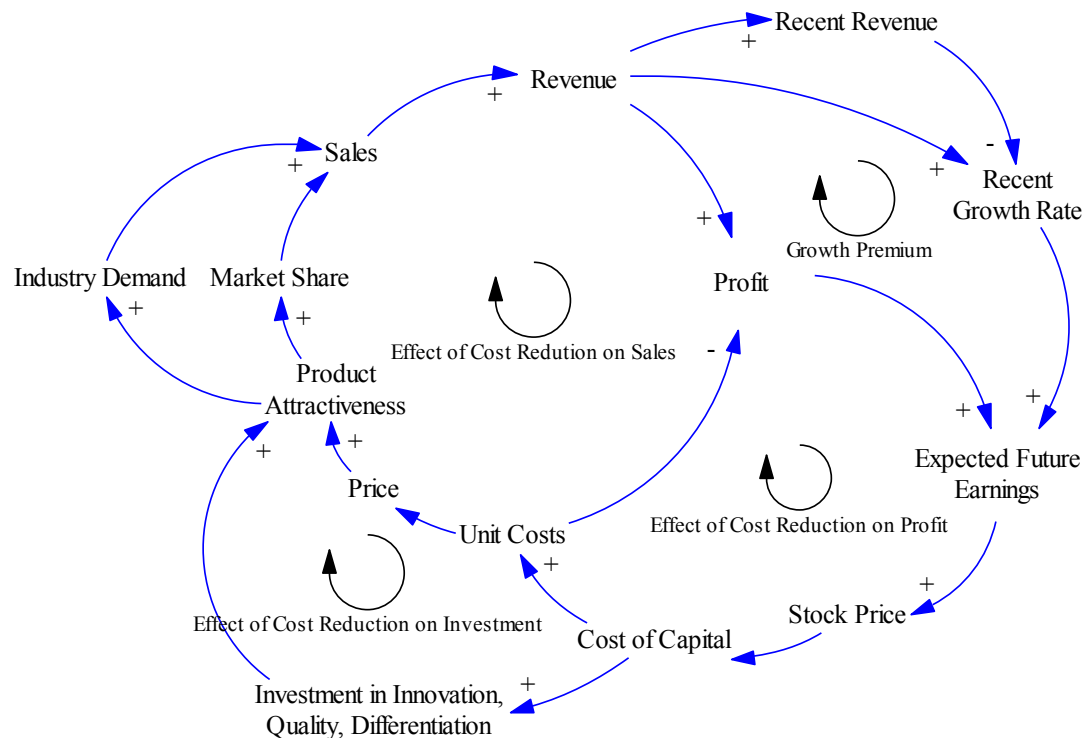 Recent Revenue
+
Revenue
+
-
Sales
+
+
Recent
Growth Rate
+
Growth Premium
Industry Demand
Market Share
Profit
+
+
Effect of Cost Redution on Sales
-
Product
Attractiveness
+
+
+
+
Expected Future
Earnings
Price
Effect of Cost Reduction on Profit
Unit Costs
+
+
Stock Price
Effect of Cost Reduction on Investment
Cost of Capital
+
Investment in Innovation,
Quality, Differentiation